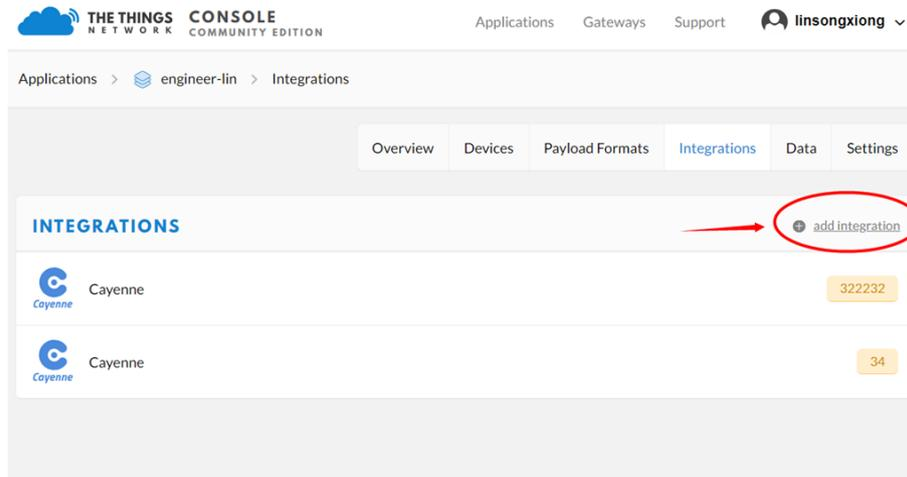 THE THINGS NETWORK CONSOLE COMMUNITY EDITION
Applications Gateways Support linsongxiong
Applications > engineer-lin > Integrations
Overview Devices Payload Formats Integrations Data Settings
INTEGRATIONS add integration
Cayenne Cayenne 322232
Cayenne Cayenne 34